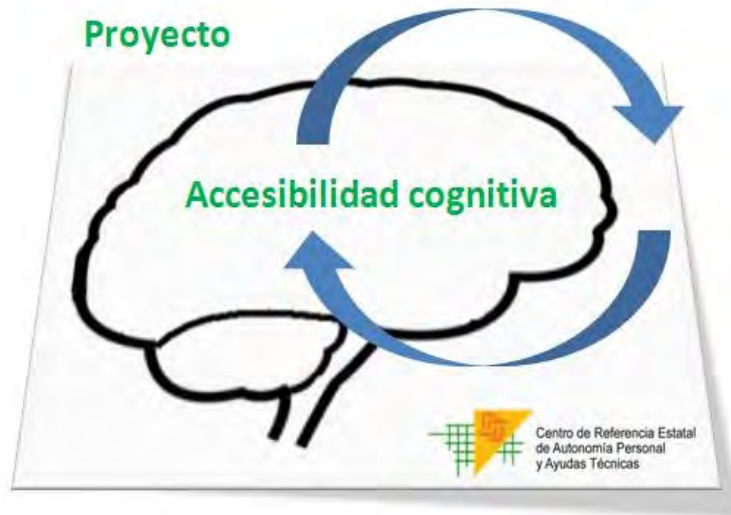 Proyecto
Accesibilidad cognitiva
Centro de Referencia Estatal
de Autonomía Personal
y Ayudas Técnicas